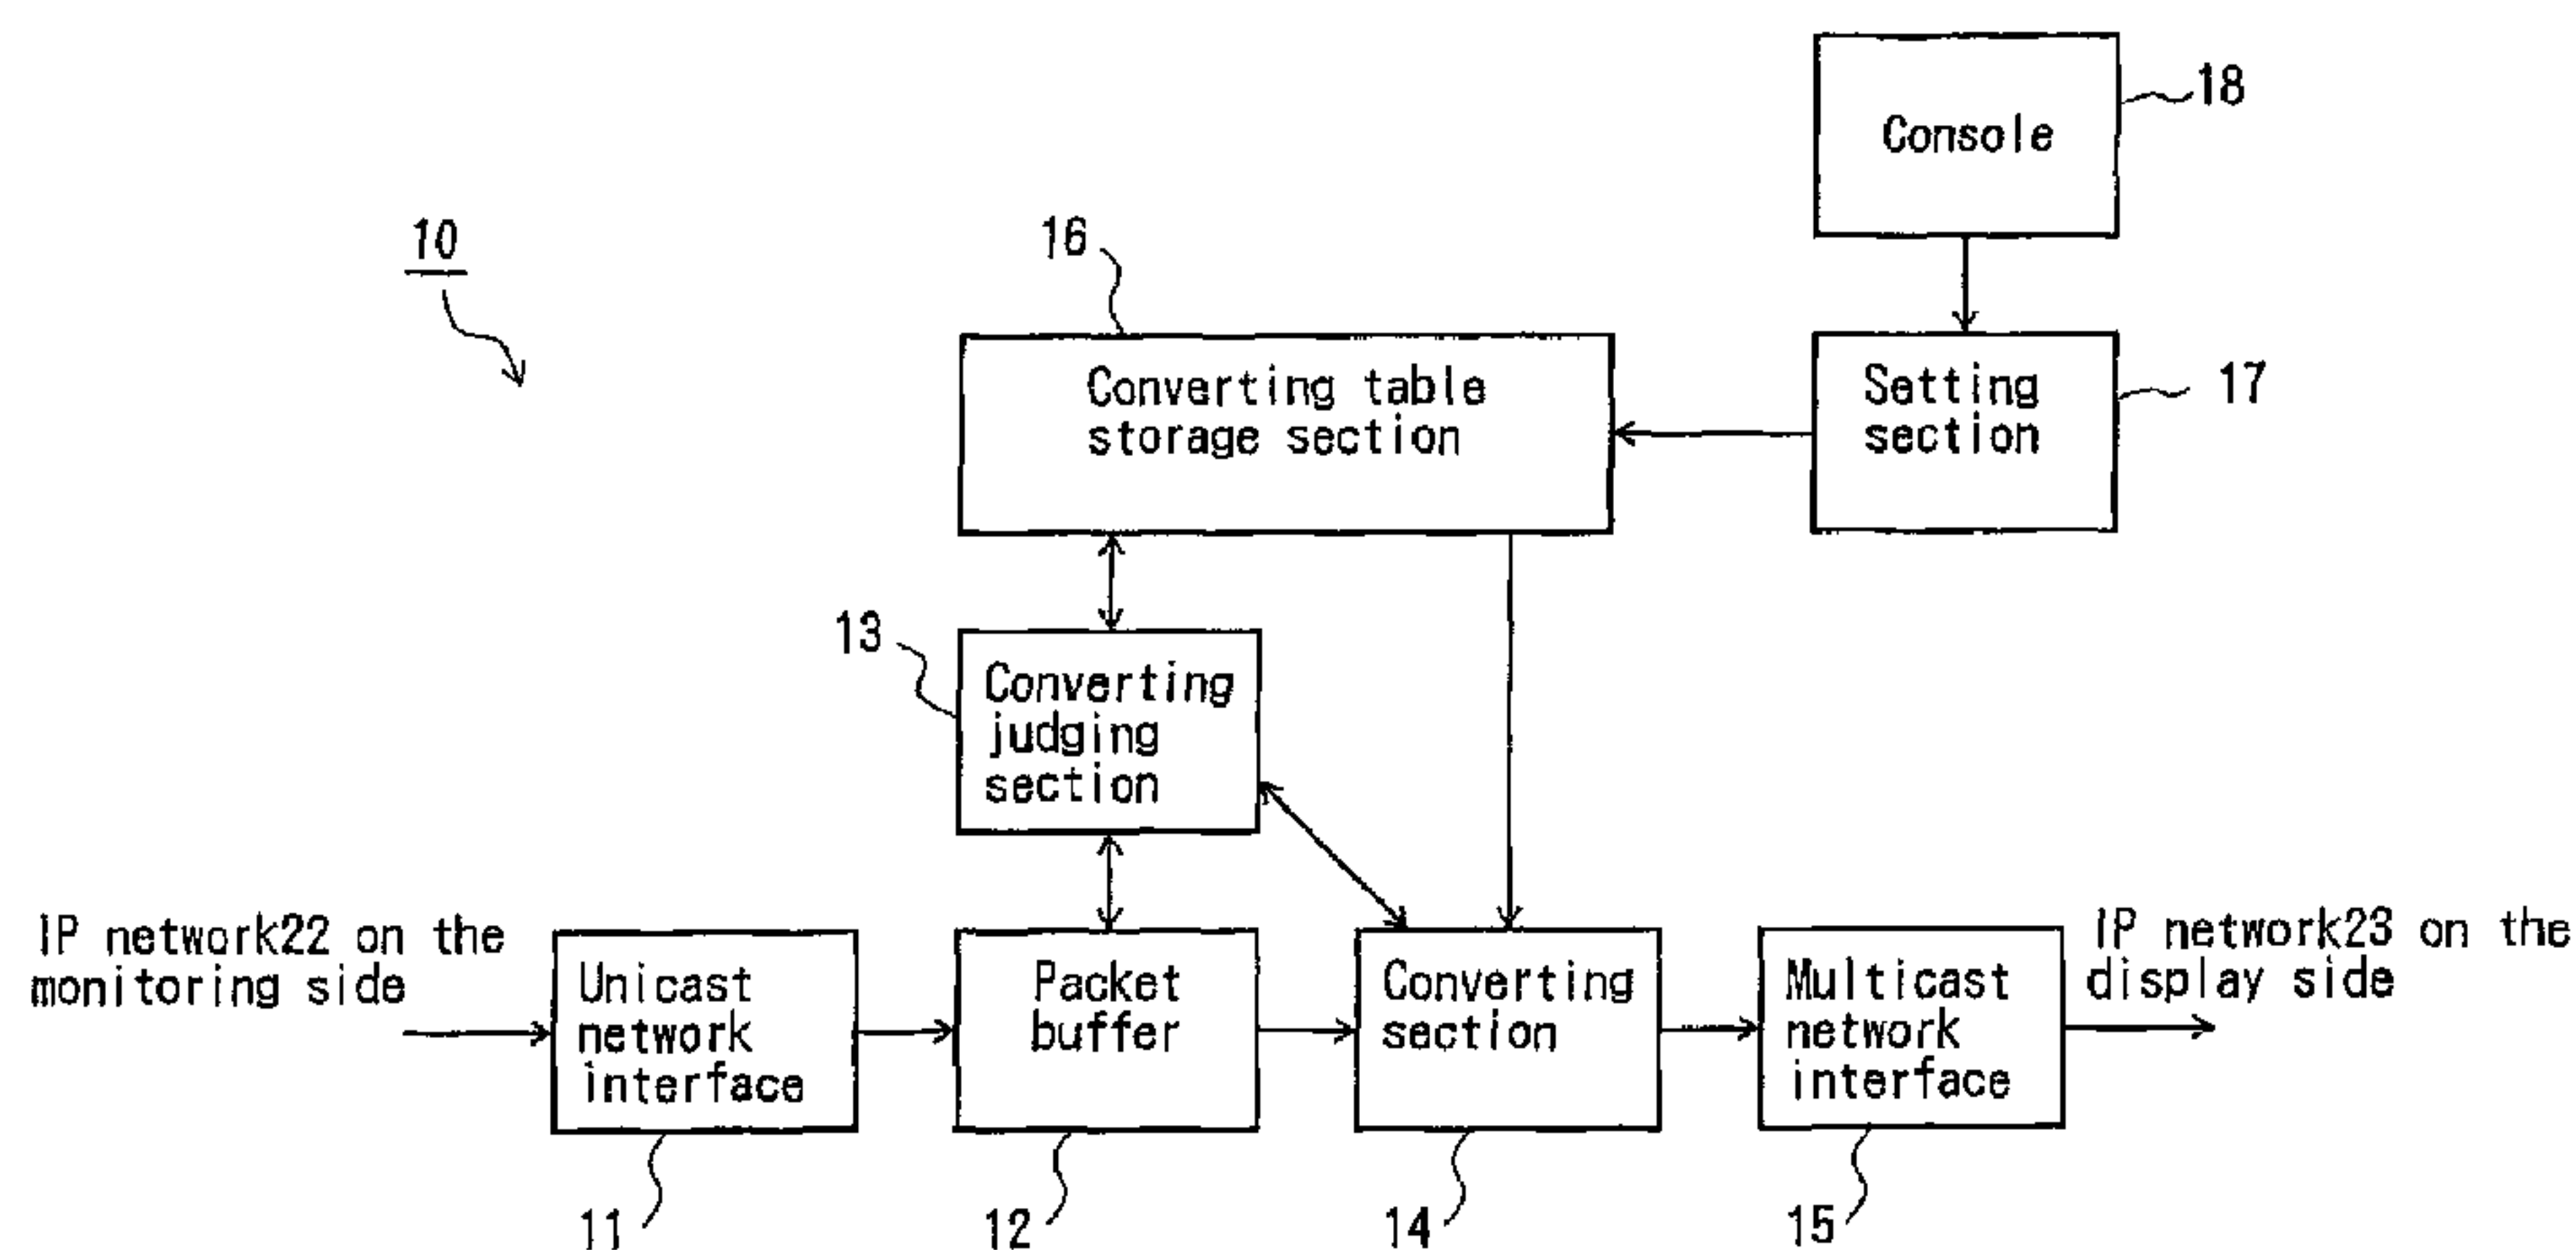 18
Console
10
16
Converting table
storage section
Setting
section
17
13
Converting
judging
section
IP network22 on the
monitoring side
Unicast
network
interface
Packet
buffer
Converting
section
Multicast
network
interface
IP network23 on the
display side
11
12
14
15